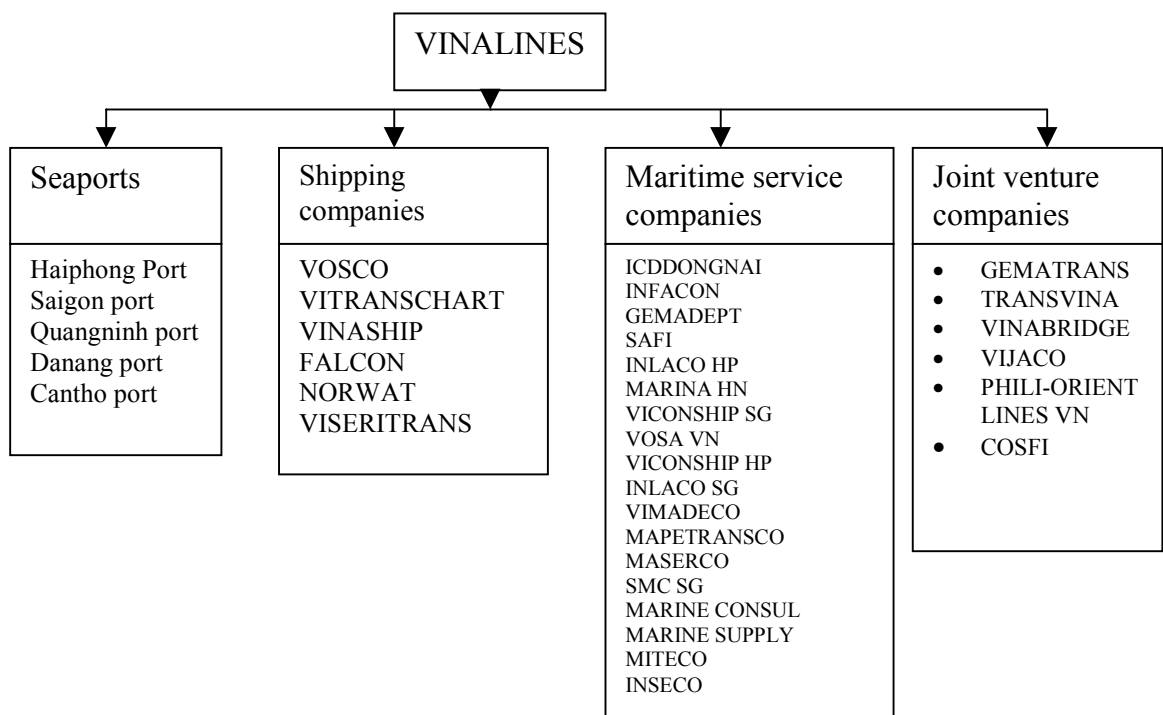 VINALINES
Seaports
Haiphong Port
Saigon port
Quangninh port
Danang port
Cantho port
Shipping
companies
VOSCO
VITRANSCHART
VINASHIP
FALCON
NORWAT
VISERITRANS
Maritime service
companies
ICDDONGNAI
INFACON
GEMADEPT
SAFI
INLACO HP
MARINA HN
VICONSHIP SG
VOSA VN
VICONSHIP HP
INLACO SG
VIMADECO
MAPETRANSCO
MASERCO
SMC SG
MARINE CONSUL
MARINE SUPPLY
MITECO
INSECO
Joint venture
companies
• GEMATRANS
• TRANSVINA
• VINABRIDGE
• VIJACO
• PHILI-ORIENT
LINES VN
• COSFI